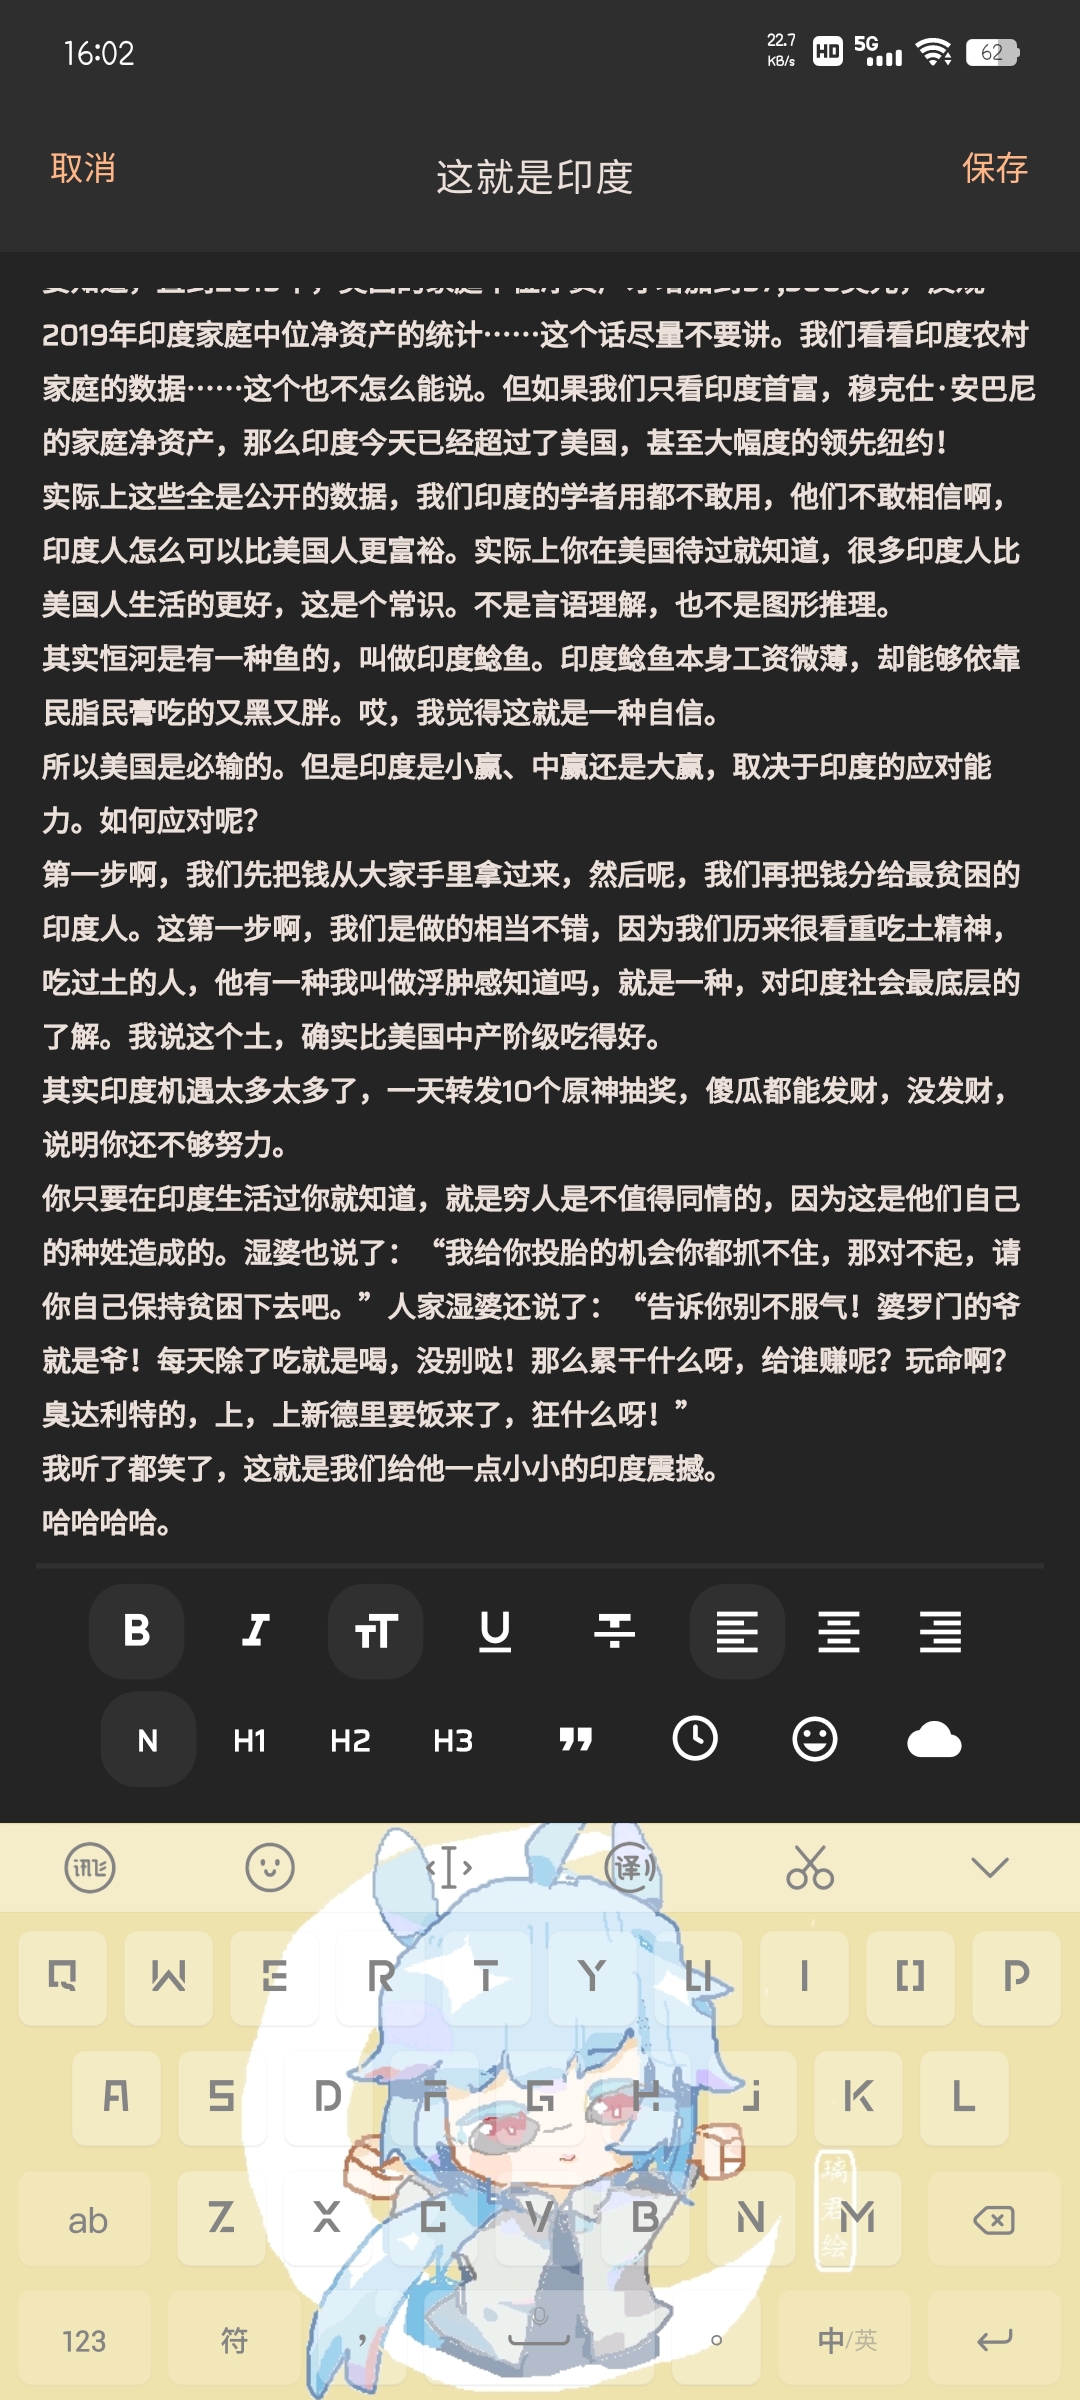 16:02
22.7
KB/s
HD
5G
62
取消
这就是印度
保存
2019年印度家庭中位净资产的统计……这个话尽量不要讲。我们看看印度农村
家庭的数据……这个也不怎么能说。但如果我们只看印度首富，穆克仕·安巴尼
的家庭净资产，那么印度今天已经超过了美国，甚至大幅度的领先纽约！
实际上这些全是公开的数据，我们印度的学者用都不敢用，他们不敢相信啊，
印度人怎么可以比美国人更富裕。实际上你在美国待过就知道，很多印度人比
美国人生活的更好，这是个常识。不是言语理解，也不是图形推理。
其实恒河是有一种鱼的，叫做印度鲶鱼。印度鲶鱼本身工资微薄，却能够依靠
民脂民膏吃的又黑又胖。哎，我觉得这就是一种自信。
所以美国是必输的。但是印度是小赢、中赢还是大赢，取决于印度的应对能
力。如何应对呢？
第一步啊，我们先把钱从大家手里拿过来，然后呢，我们再把钱分给最贫困的
印度人。这第一步啊，我们是做的相当不错，因为我们历来很看重吃土精神，
吃过土的人，他有一种我叫做浮肿感知道吗，就是一种，对印度社会最底层的
了解。我说这个土，确实比美国中产阶级吃得好。
其实印度机遇太多太多了，一天转发10个原神抽奖，傻瓜都能发财，没发财，
说明你还不够努力。
你只要在印度生活过你就知道，就是穷人是不值得同情的，因为这是他们自己
的种姓造成的。湿婆也说了：“我给你投胎的机会你都抓不住，那对不起，请
你自己保持贫困下去吧。”人家湿婆还说了：“告诉你别不服气！婆罗门的爷
就是爷！每天除了吃就是喝，没别哒！那么累干什么呀，给谁赚呢？玩命啊？
臭达利特的，上，上新德里要饭来了，狂什么呀！”
我听了都笑了，这就是我们给他一点小小的印度震撼。
哈哈哈哈。
B I TT U T
N H1 H2 H3
讯飞 译
Q W E R T Y U I O P
A S D F G H J K L
ab Z X C V B N M
璃
君
绘
123 符 ， 。 中/英